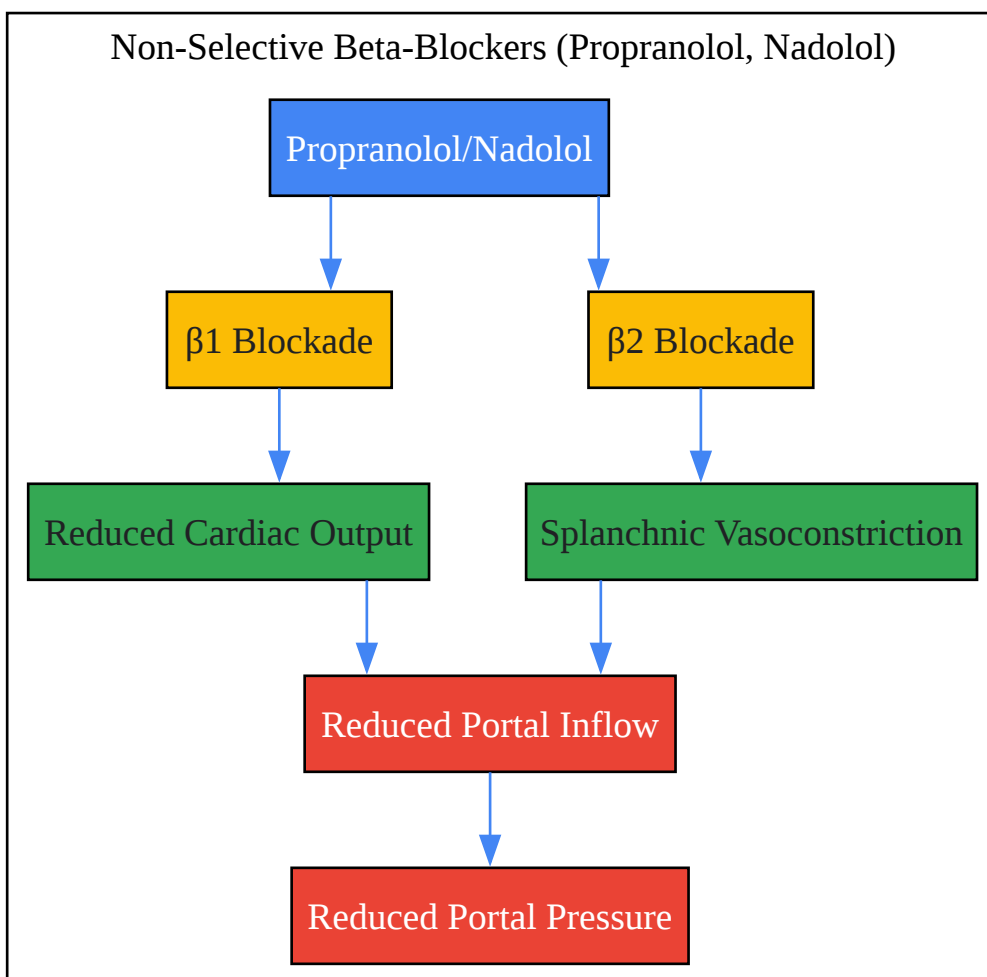 Non-Selective Beta-Blockers (Propranolol, Nadolol)
Propranolol/Nadolol
β1 Blockade
β2 Blockade
Reduced Cardiac Output
Splanchnic Vasoconstriction
Reduced Portal Inflow
Reduced Portal Pressure